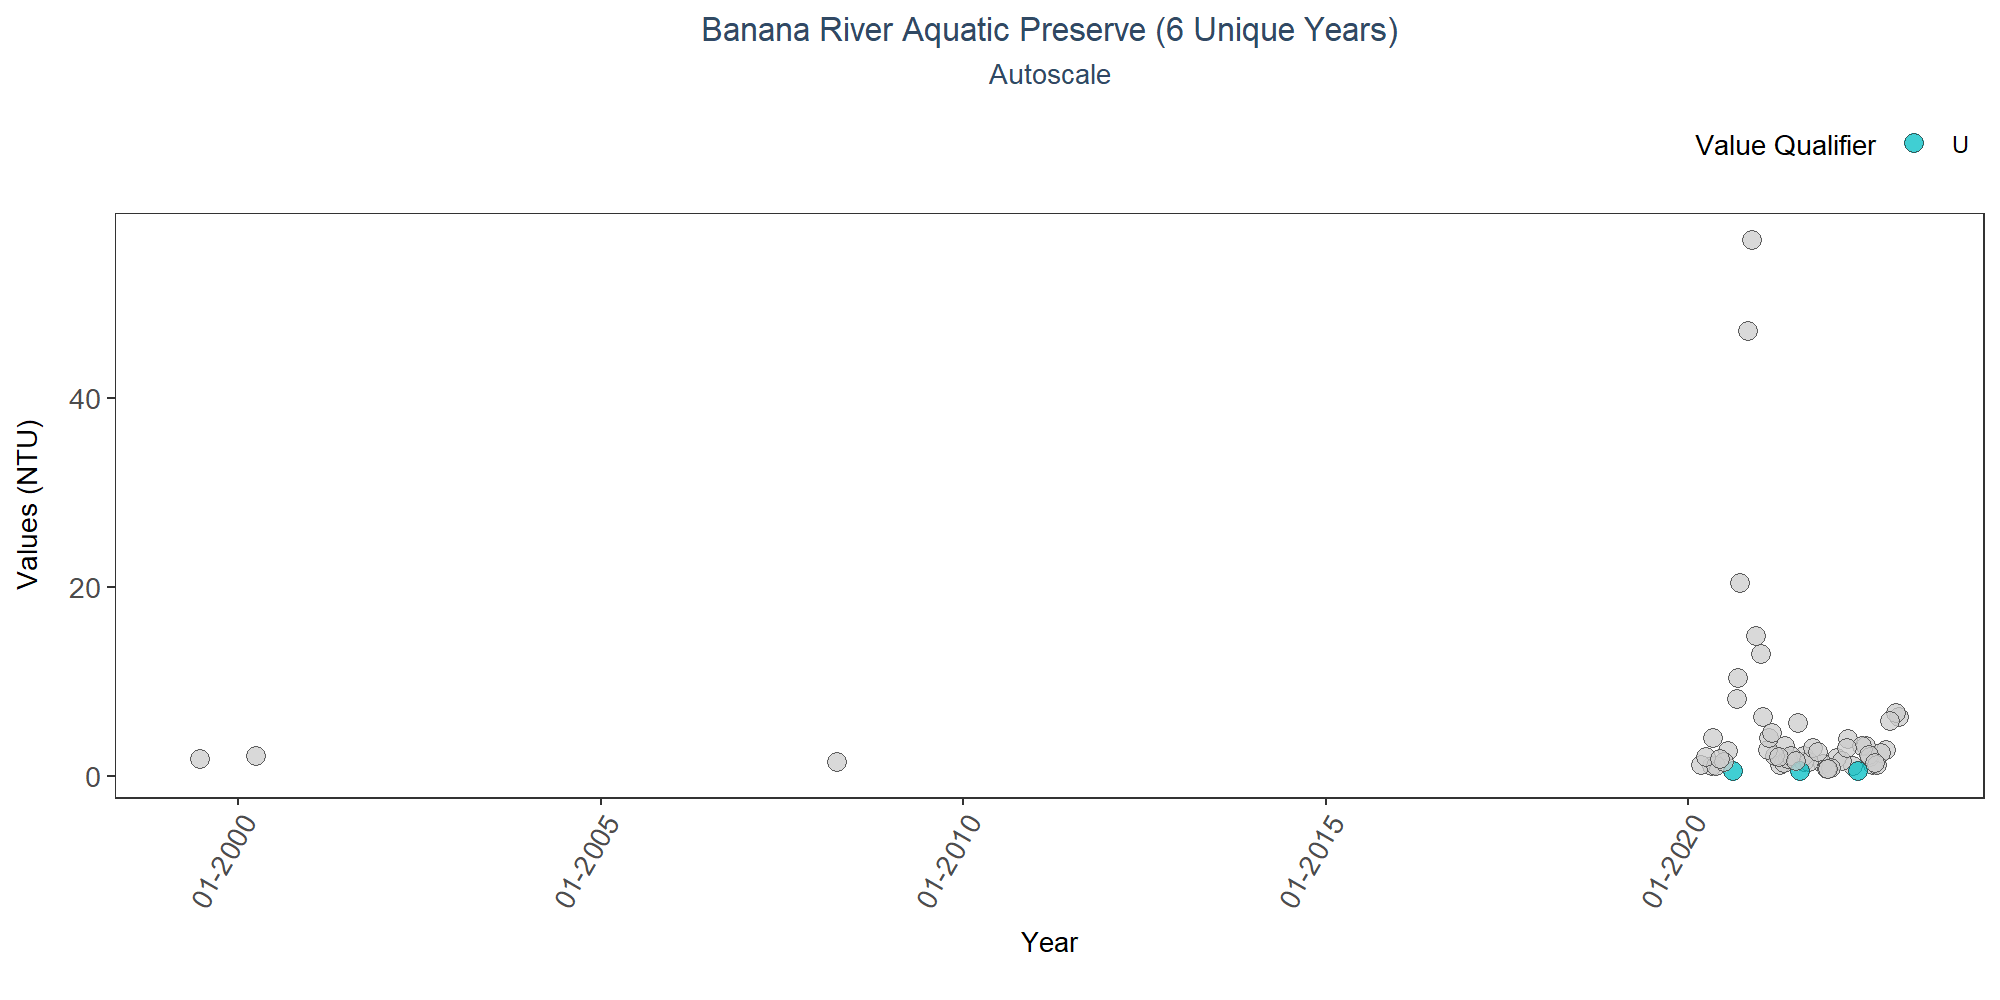 Banana River Aquatic Preserve (6 Unique Years)
Autoscale
Value Qualifier U
Values (NTU)
40
20
0
01-2000 01-2005 01-2010 01-2015 01-2020
Year